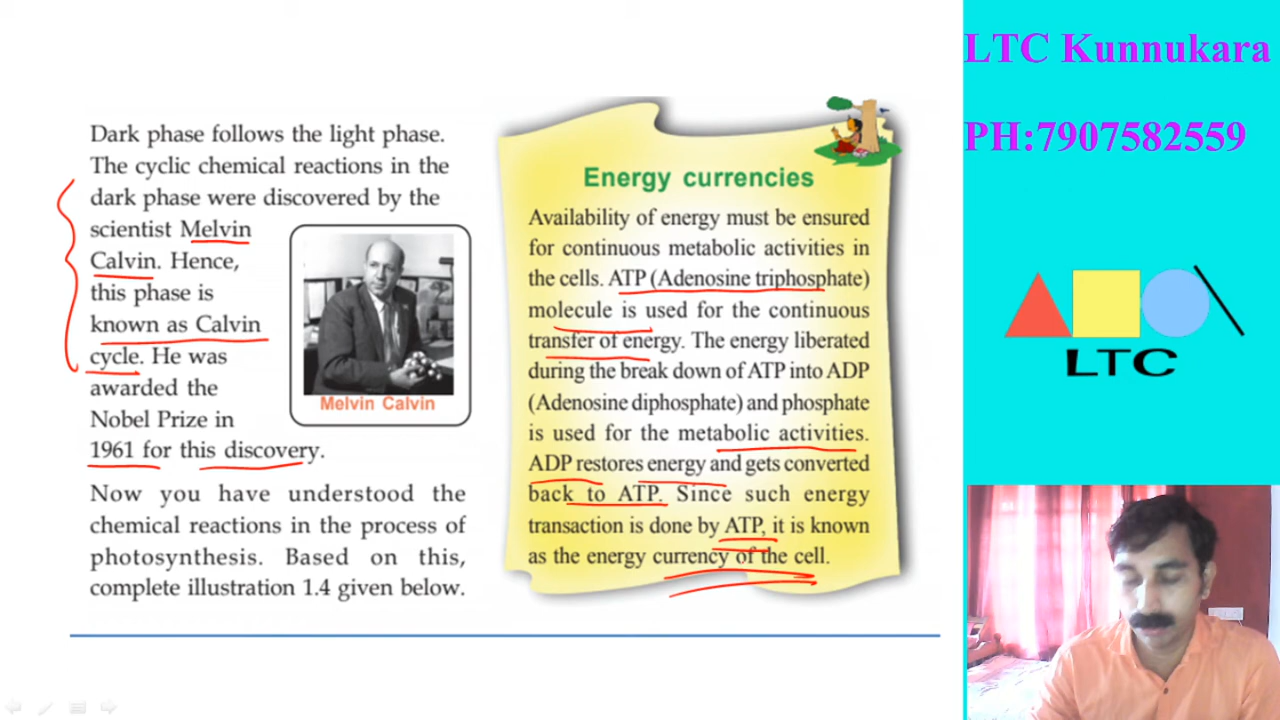 Dark phase follows the light phase.
The cyclic chemical reactions in the
dark phase were discovered by the
scientist Melvin
Calvin. Hence,
this phase is
known as Calvin
cycle. He was
awarded the
Nobel Prize in
1961 for this discovery.
Melvin Calvin
Now you have understood the
chemical reactions in the process of
photosynthesis. Based on this,
complete illustration 1.4 given below.
Energy currencies
Availability of energy must be ensured
for continuous metabolic activities in
the cells. ATP (Adenosine triphosphate)
molecule is used for the continuous
transfer of energy. The energy liberated
during the break down of ATP into ADP
(Adenosine diphosphate) and phosphate
is used for the metabolic activities.
ADP restores energy and gets converted
back to ATP. Since such energy
transaction is done by ATP, it is known
as the energy currency of the cell.
LTC Kunnukara
PH:7907582559
LTC